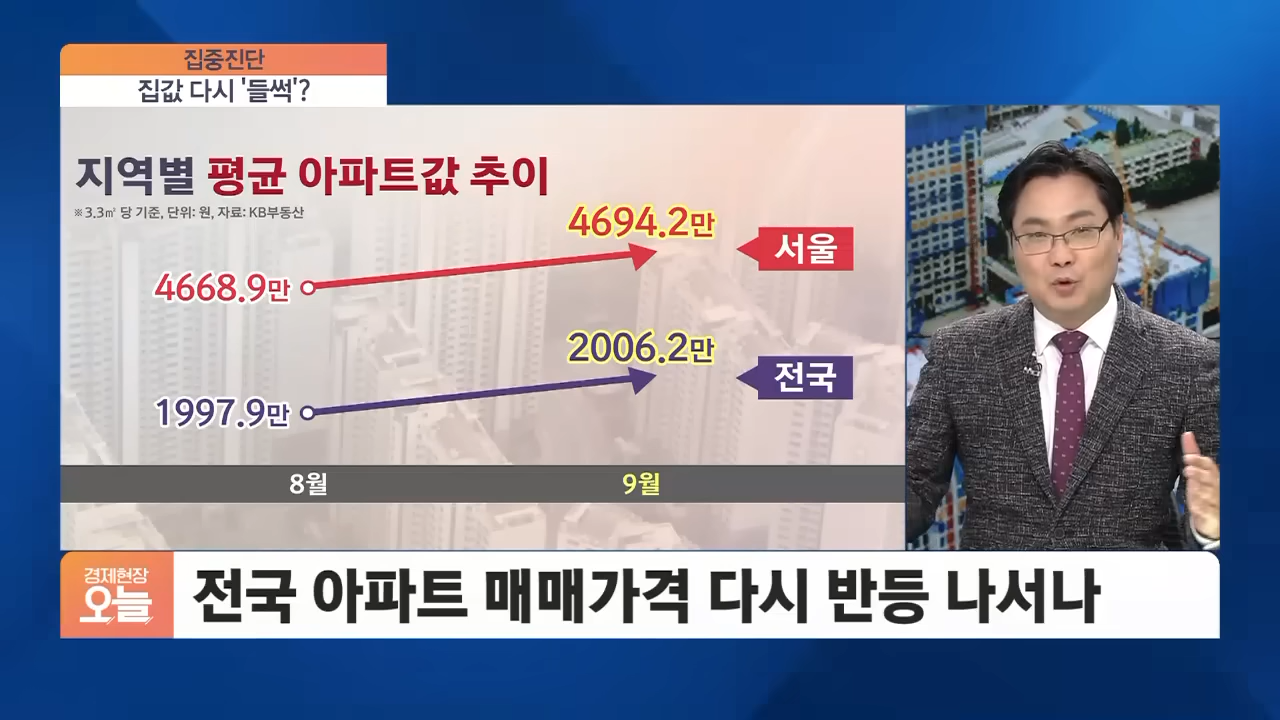 집중진단
집값 다시 '들썩'?
지역별 평균 아파트값 추이
※3.3㎡ 당 기준, 단위: 원, 자료: KB부동산
4694.2만
서울
4668.9만
2006.2만
전국
1997.9만
8월 9월
경제현장
오늘
전국 아파트 매매가격 다시 반등 나서나